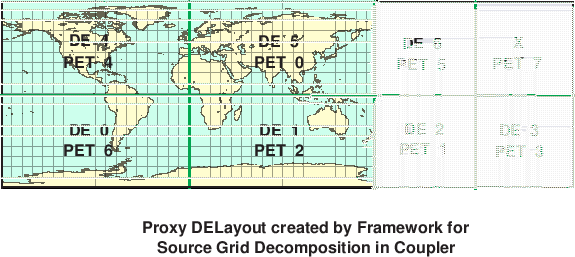 DE 4 DE 5 DE 6 X
PET 4 PET 0 PET 5 PET 7
DE 0 DE 1 DE 2 DE 3
PET 6 PET 2 PET 1 PET 3
Proxy DELayout created by Framework for
Source Grid Decomposition in Coupler